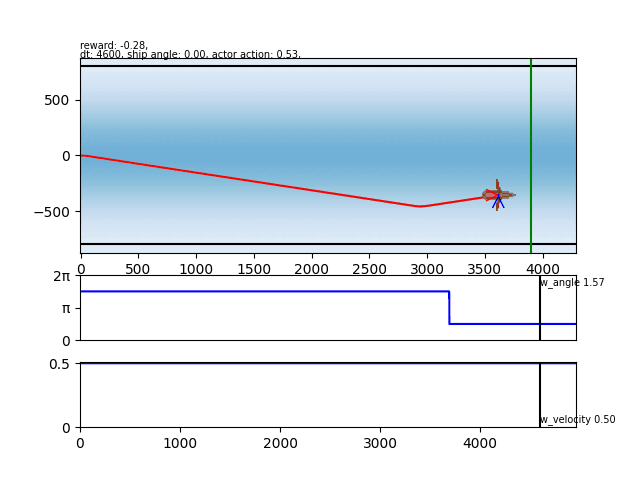 reward: -0.28,
dt: 4600, ship angle: 0.00, actor action: 0.53,
500
0
−500
0 500 1000 1500 2000 2500 3000 3500 4000
2π
π
0
w_angle 1.57
0.5
0
w_velocity 0.50
0 1000 2000 3000 4000